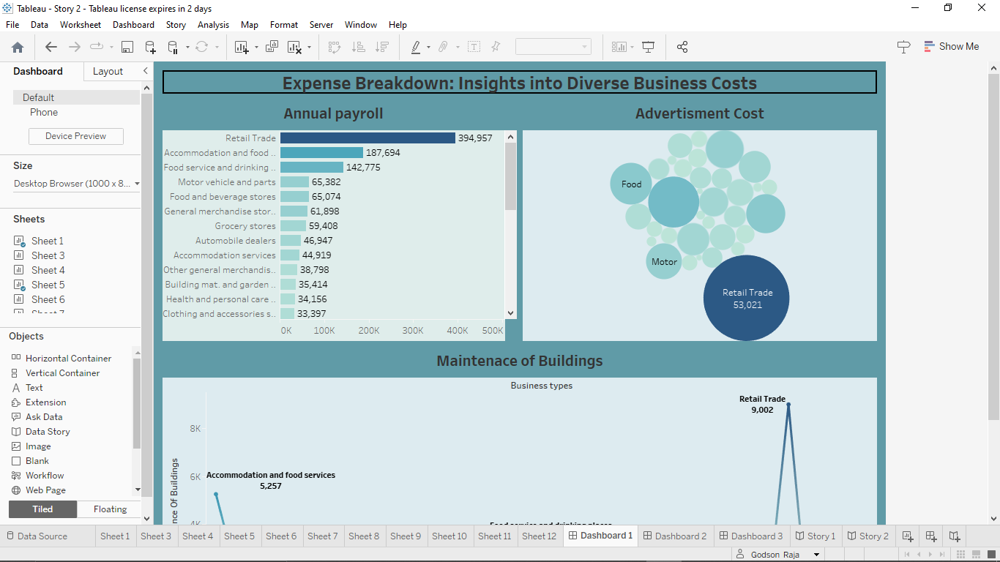 Tableau - Story 2 - Tableau license expires in 2 days
File Data Worksheet Dashboard Story Analysis Map Format Server Window Help
Show Me
Dashboard Layout
Default
Phone
Device Preview
Size
Desktop Browser (1000 x 8...
Sheets
Sheet 1
Sheet 3
Sheet 4
Sheet 5
Sheet 6
Objects
Horizontal Container
Vertical Container
Text
Extension
Ask Data
Data Story
Image
Blank
Workflow
Web Page
Tiled Floating
Expense Breakdown: Insights into Diverse Business Costs
Annual payroll
Retail Trade 394,957
Accommodation and food .. 187,694
Food service and drinking .. 142,775
Motor vehicle and parts 65,382
Food and beverage stores 65,074
General merchandise stor.. 61,898
Grocery stores 59,408
Automobile dealers 46,947
Accommodation services 44,919
Other general merchandis.. 38,798
Building mat. and garden .. 35,414
Health and personal care .. 34,156
Clothing and accessories s.. 33,397
0K 100K 200K 300K 400K 500K
Advertisment Cost
Food
Motor
Retail Trade
53,021
Maintenace of Buildings
Business types
Retail Trade
9,002
8K
6K
Accommodation and food services
5,257
4K
nce Of Buildings
Food service and drinking places
Data Source Sheet 1 Sheet 3 Sheet 4 Sheet 5 Sheet 6 Sheet 7 Sheet 8 Sheet 9 Sheet 10 Sheet 11 Sheet 12 Dashboard 1 Dashboard 2 Dashboard 3 Story 1 Story 2
Godson Raja